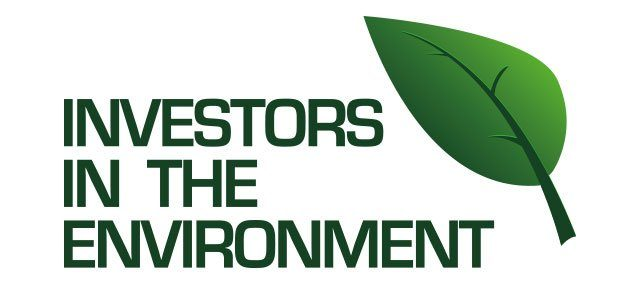 INVESTORS
IN THE
ENVIRONMENT